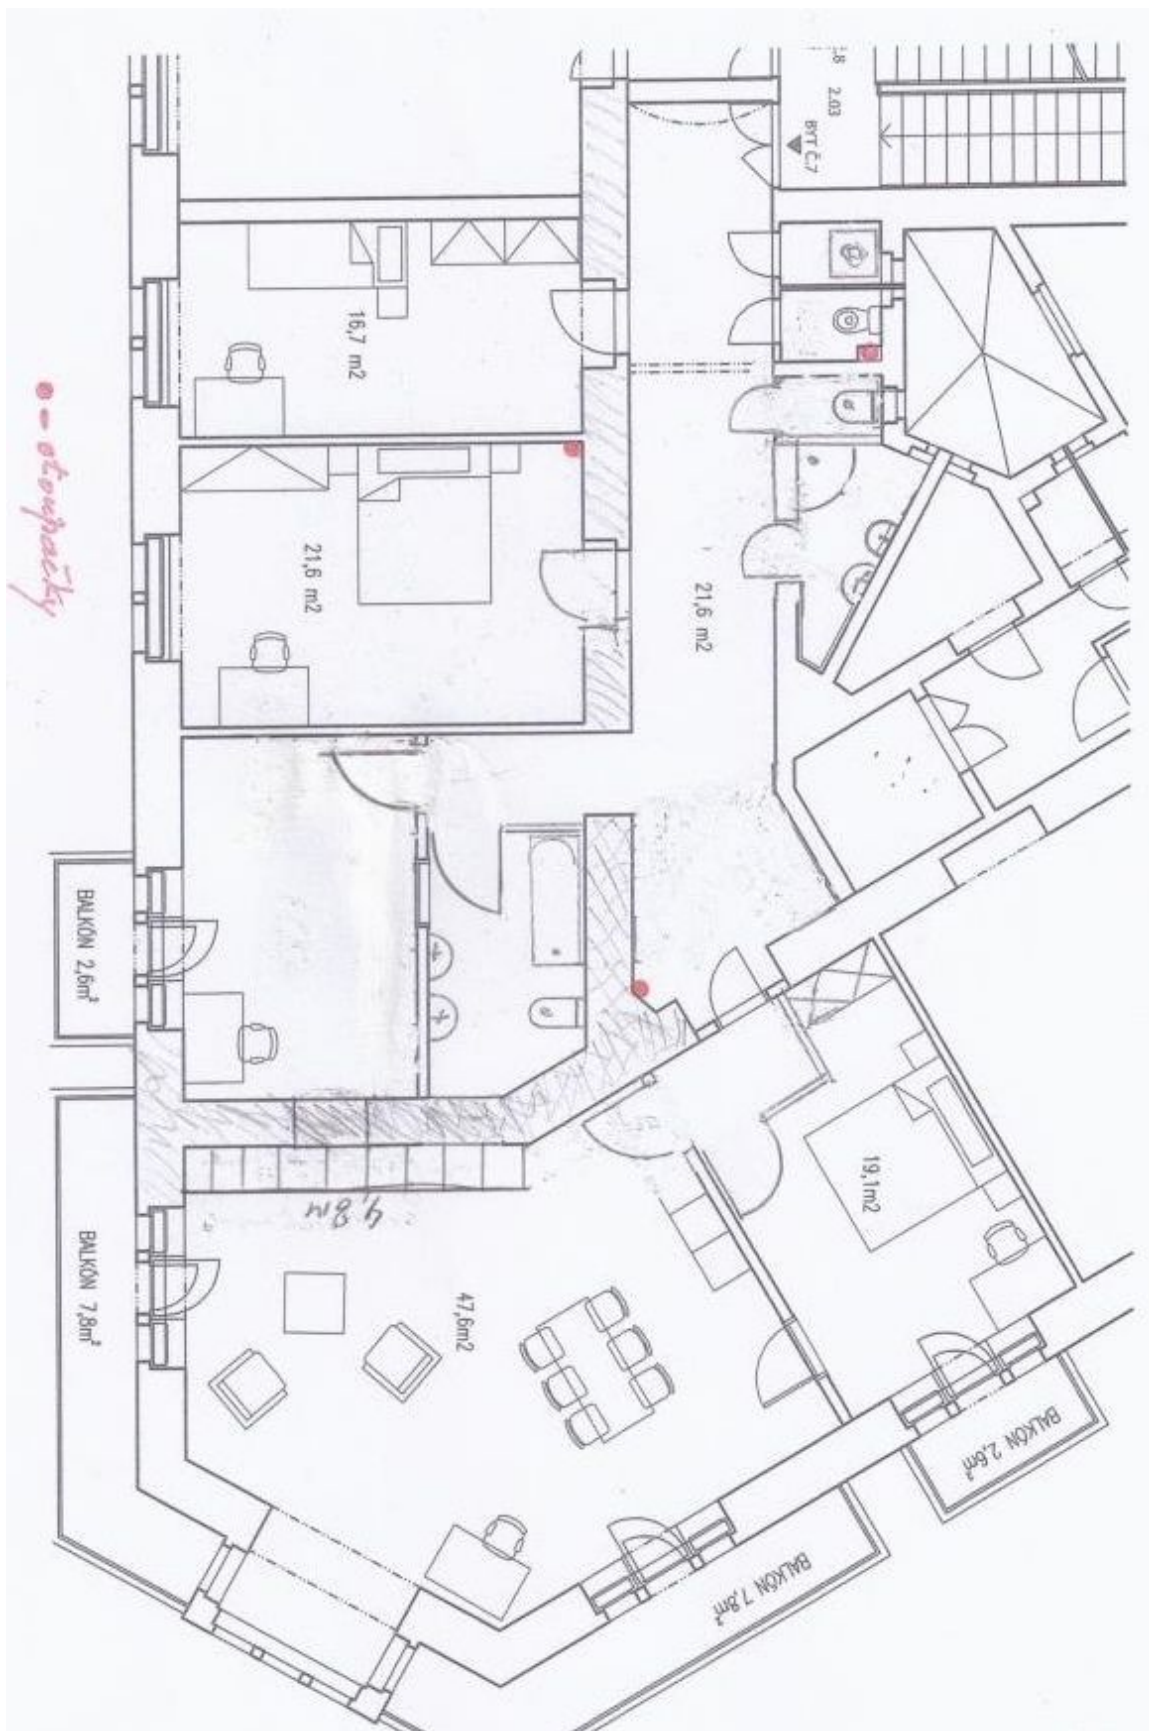 2.03
BYT Č.7
16,7 m2
21,6 m2
21,6 m2
● = stoupačky
BALKÓN 2,6m²
19,1m2
4,8m
47,6m2
BALKÓN 7,8m²
BALKÓN 2,6m²
BALKÓN 7,8m²